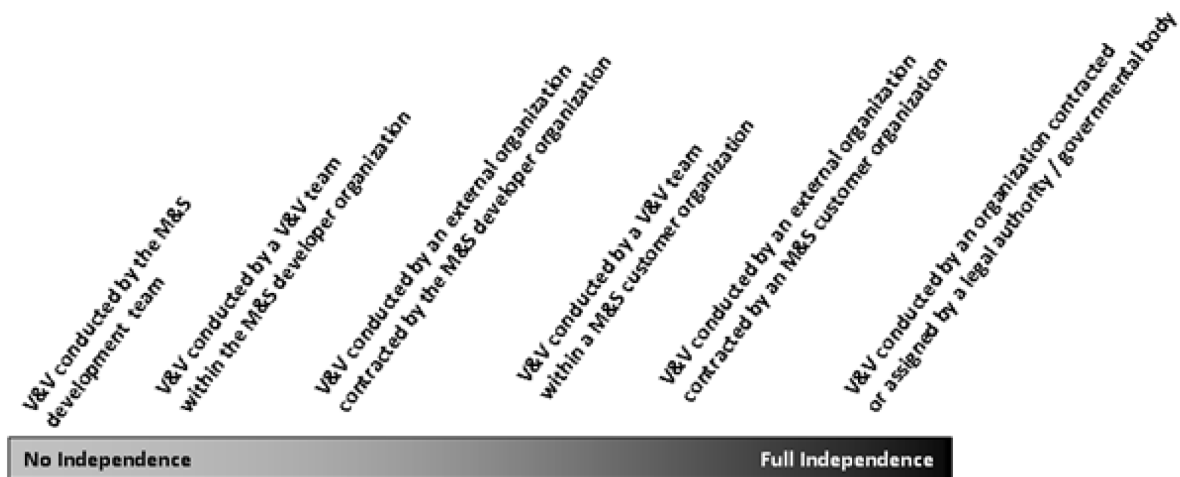 V&V conducted by the M&S
development team
V&V conducted by a V&V team
within the M&S developer organization
V&V conducted by an external organization
contracted by the M&S developer organization
V&V conducted by a V&V team
within a M&S customer organization
V&V conducted by an external organization
contracted by an M&S customer organization
V&V conducted by an organization contracted
or assigned by a legal authority / governmental body
No Independence
Full Independence